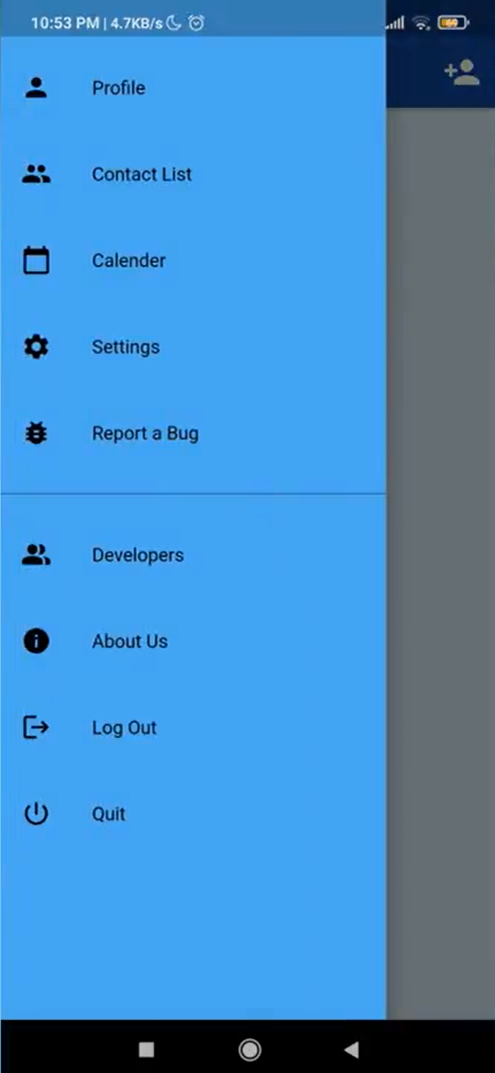 10:53 PM | 4.7KB/s
Profile
Contact List
Calender
Settings
Report a Bug
Developers
About Us
Log Out
Quit